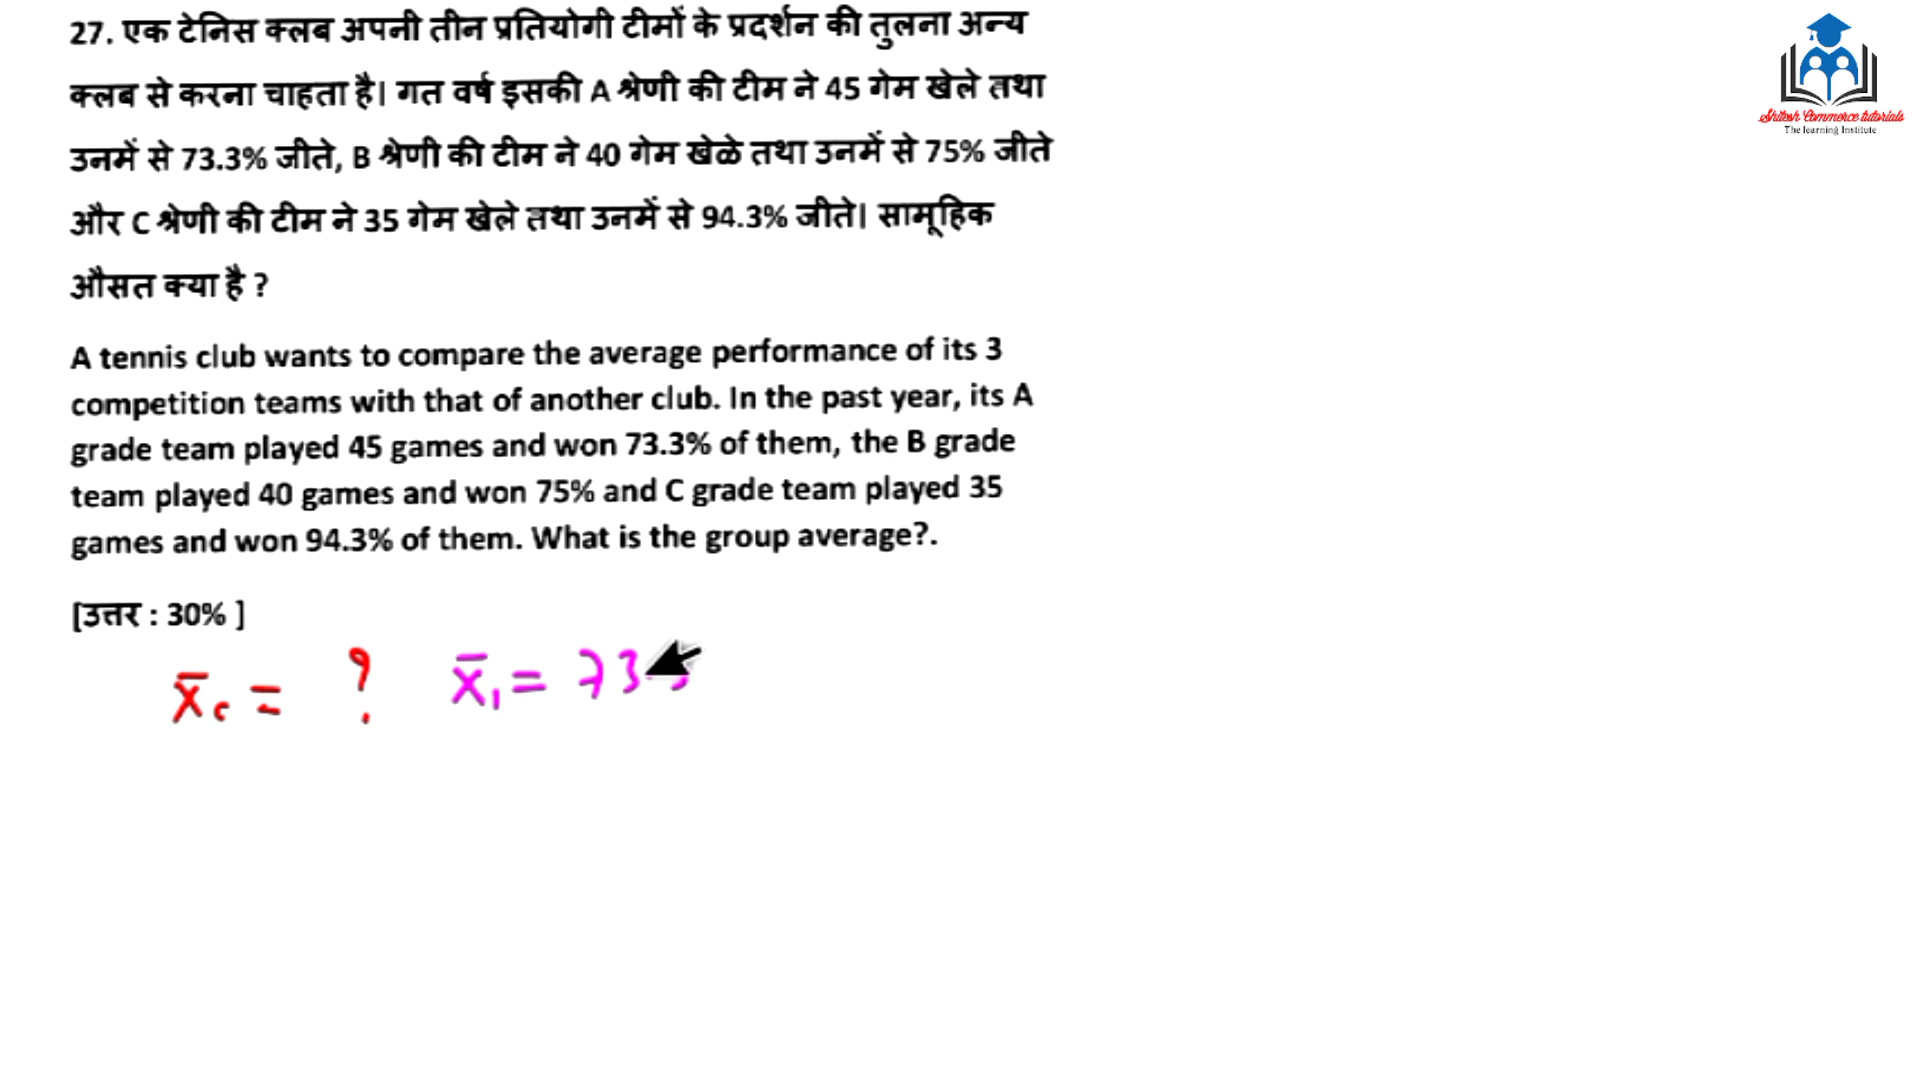 27. एक टेनिस क्लब अपनी तीन प्रतियोगी टीमों के प्रदर्शन की तुलना अन्य
क्लब से करना चाहता है। गत वर्ष इसकी A श्रेणी की टीम ने 45 गेम खेले तथा
उनमें से 73.3% जीते, B श्रेणी की टीम ने 40 गेम खेळे तथा उनमें से 75% जीते
और C श्रेणी की टीम ने 35 गेम खेले तथा उनमें से 94.3% जीते। सामूहिक
औसत क्या है ?
A tennis club wants to compare the average performance of its 3
competition teams with that of another club. In the past year, its A
grade team played 45 games and won 73.3% of them, the B grade
team played 40 games and won 75% and C grade team played 35
games and won 94.3% of them. What is the group average?.
[उत्तर : 30% ]
x̄c = ? x̄1 = 73
Shitosh Commerce tutorials
The learning Institute